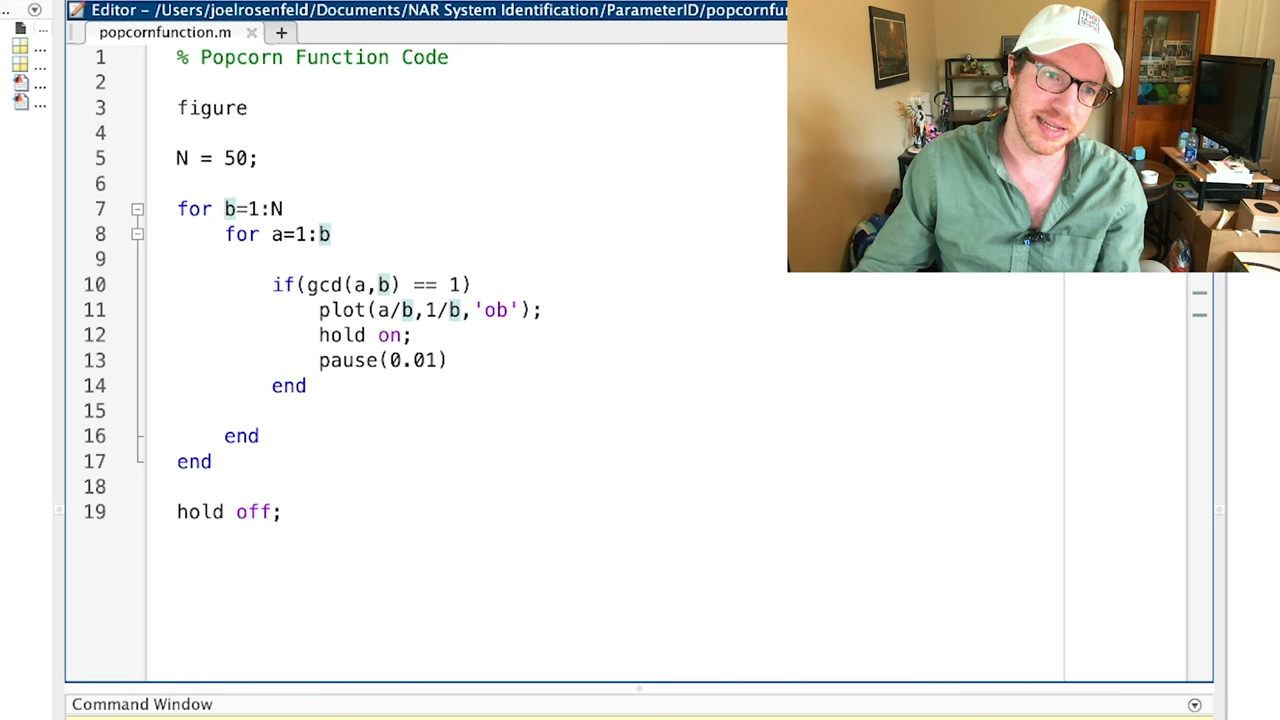 Editor – /Users/joelrosenfeld/Documents/NAR System Identification/ParameterID/popcornfu
popcornfunction.m × +
1 % Popcorn Function Code
2
3 figure
4
5 N = 50;
6
7 for b=1:N
8 for a=1:b
9
10 if(gcd(a,b) == 1)
11 plot(a/b,1/b,'ob');
12 hold on;
13 pause(0.01)
14 end
15
16 end
17 end
18
19 hold off;
Command Window